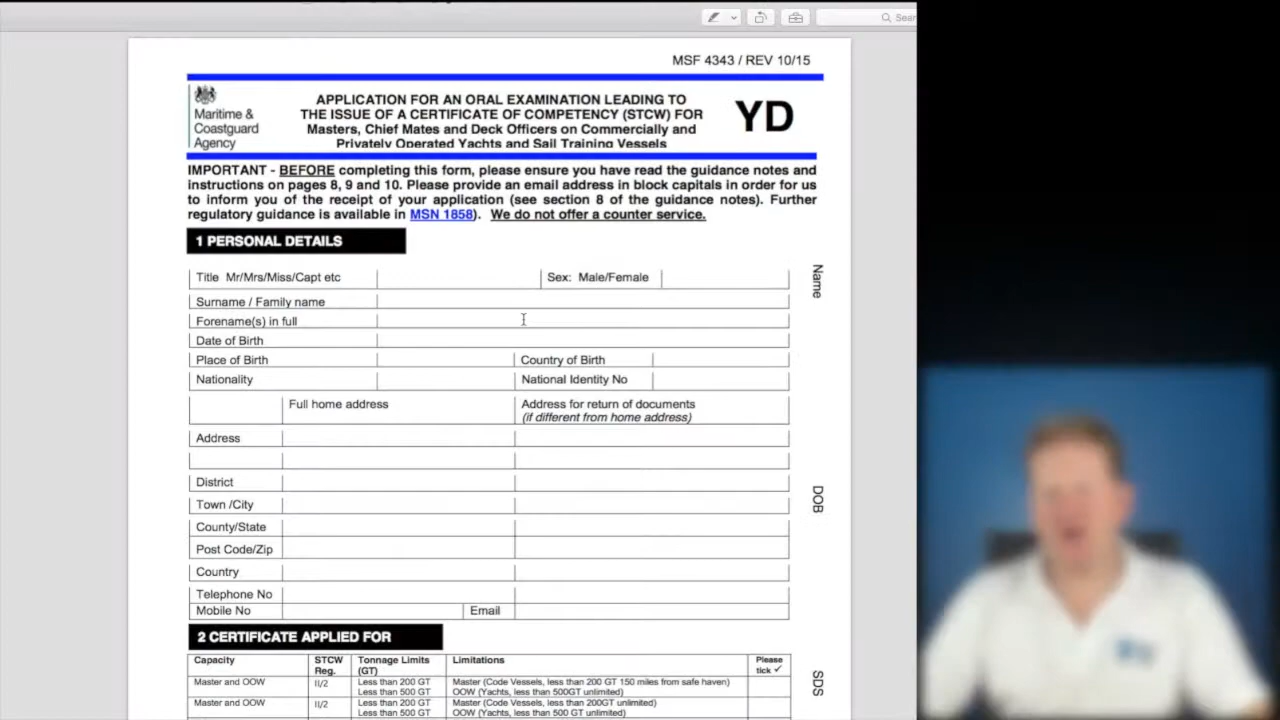 Sear
MSF 4343 / REV 10/15
Maritime &
Coastguard
Agency
APPLICATION FOR AN ORAL EXAMINATION LEADING TO
THE ISSUE OF A CERTIFICATE OF COMPETENCY (STCW) FOR
Masters, Chief Mates and Deck Officers on Commercially and
Privately Operated Yachts and Sail Training Vessels
YD
IMPORTANT - BEFORE completing this form, please ensure you have read the guidance notes and
instructions on pages 8, 9 and 10. Please provide an email address in block capitals in order for us
to inform you of the receipt of your application (see section 8 of the guidance notes). Further
regulatory guidance is available in MSN 1858). We do not offer a counter service.
1 PERSONAL DETAILS
Title Mr/Mrs/Miss/Capt etc Sex: Male/Female
Name
Surname / Family name
Forename(s) in full
Date of Birth
Place of Birth Country of Birth
Nationality National Identity No
Full home address Address for return of documents
(if different from home address)
Address
District
DOB
Town /City
County/State
Post Code/Zip
Country
Telephone No
Mobile No Email
2 CERTIFICATE APPLIED FOR
Capacity STCW Reg. Tonnage Limits (GT) Limitations Please tick ✓
SDS
Master and OOW II/2 Less than 200 GT Master (Code Vessels, less than 200 GT 150 miles from safe haven)
Less than 500 GT OOW (Yachts, less than 500GT unlimited)
Master and OOW II/2 Less than 200 GT Master (Code Vessels, less than 200GT unlimited)
Less than 500 GT OOW (Yachts, less than 500 GT unlimited)